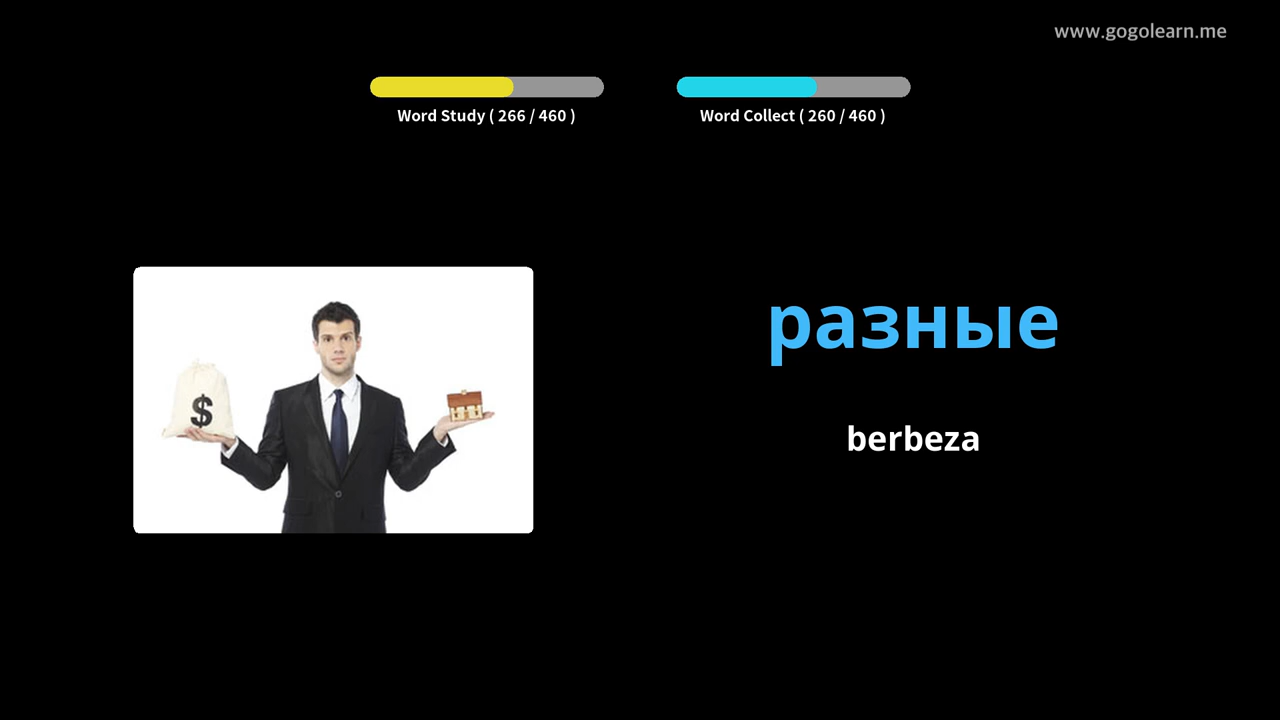 www.gogolearn.me
Word Study ( 266 / 460 )
Word Collect ( 260 / 460 )
$
разные
berbeza